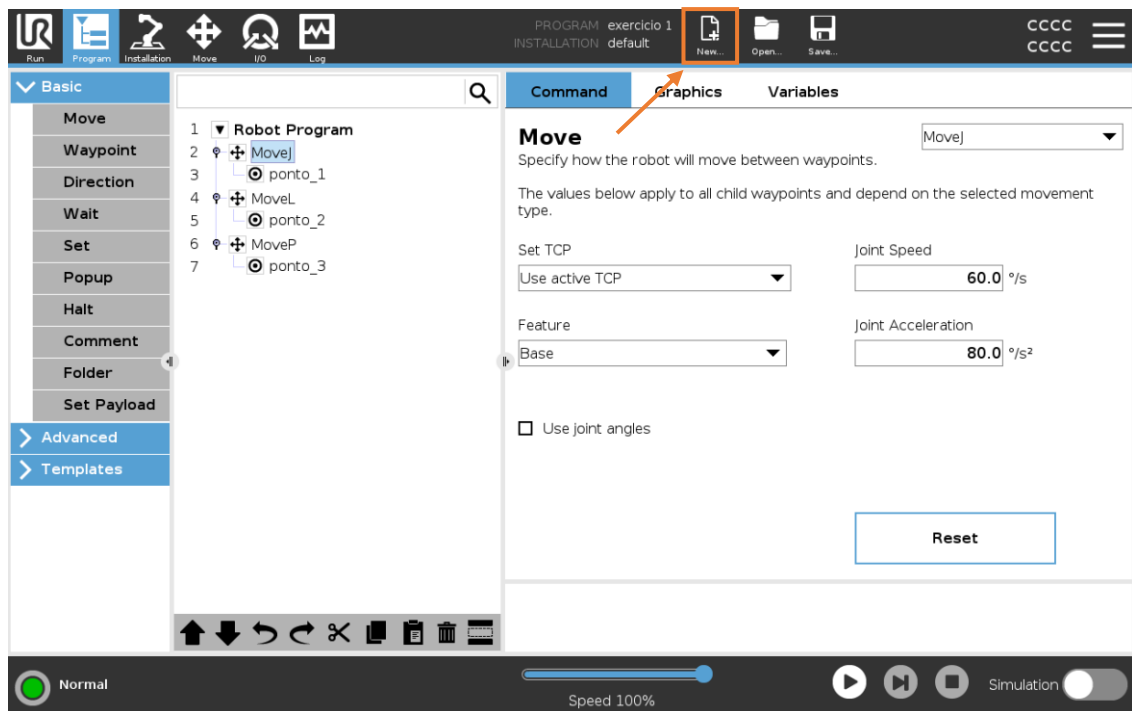 UR
Run
Program
Installation
Move
I/O
Log
PROGRAM exercicio 1
INSTALLATION default
New...
Open...
Save...
CCCC
CCCC
Basic
Move
Waypoint
Direction
Wait
Set
Popup
Halt
Comment
Folder
Set Payload
Advanced
Templates
1 Robot Program
2 MoveJ
3 ponto_1
4 MoveL
5 ponto_2
6 MoveP
7 ponto_3
Command Graphics Variables
Move
MoveJ
Specify how the robot will move between waypoints.
The values below apply to all child waypoints and depend on the selected movement
type.
Set TCP
Use active TCP
Joint Speed
60.0 °/s
Feature
Base
Joint Acceleration
80.0 °/s²
Use joint angles
Reset
Normal
Speed 100%
Simulation